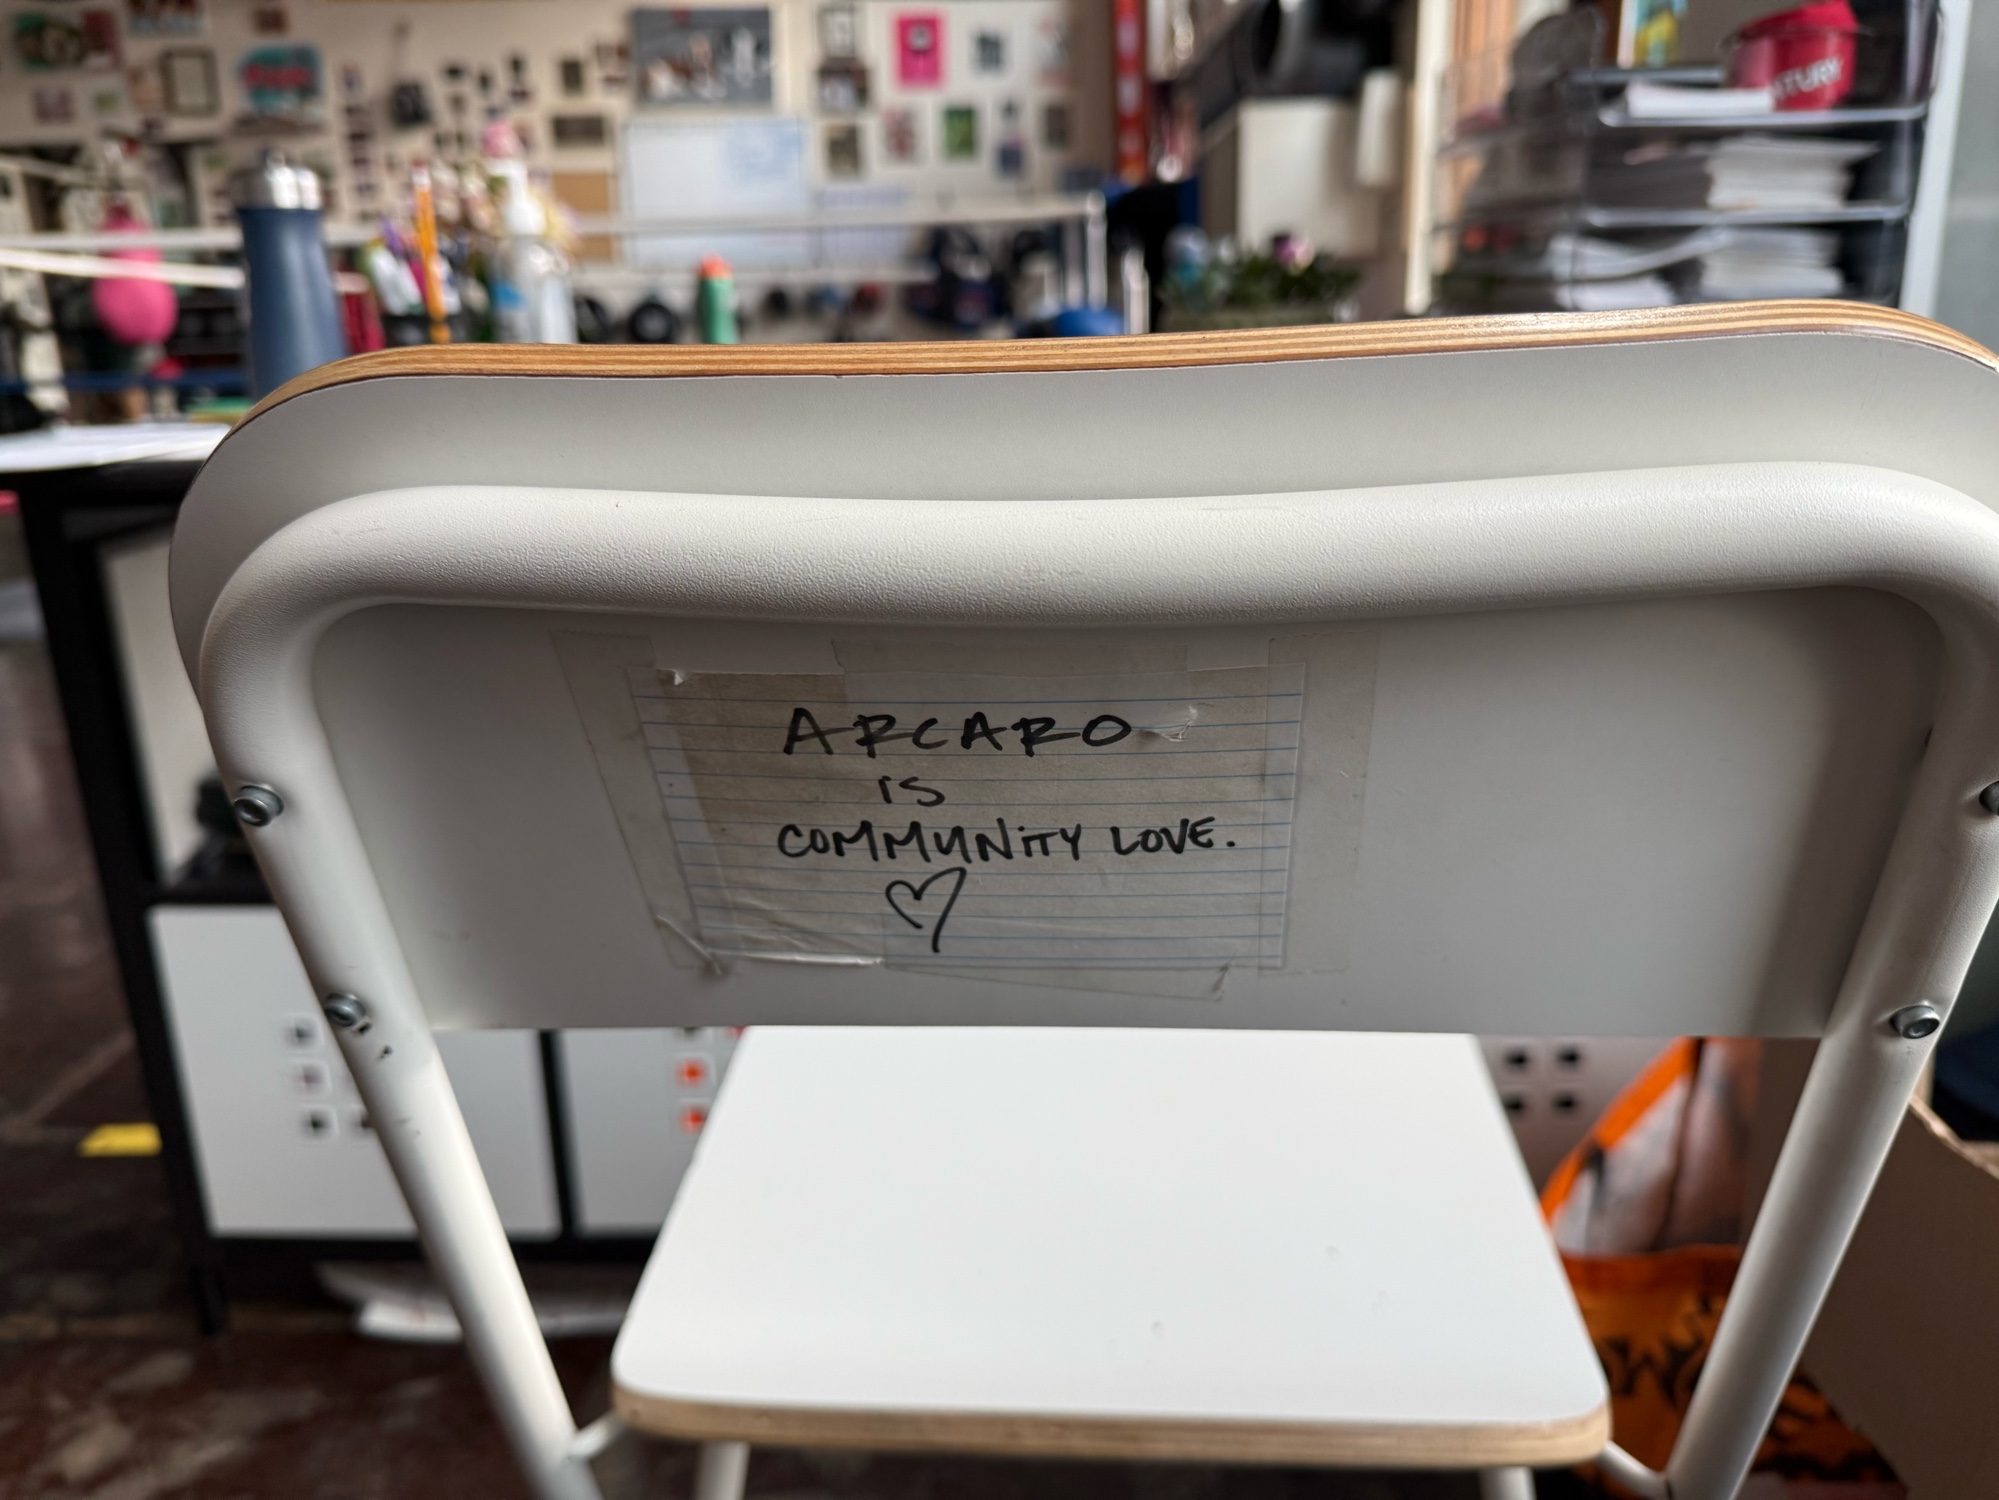 ARCARO
is
COMMUNiTY LOVE.